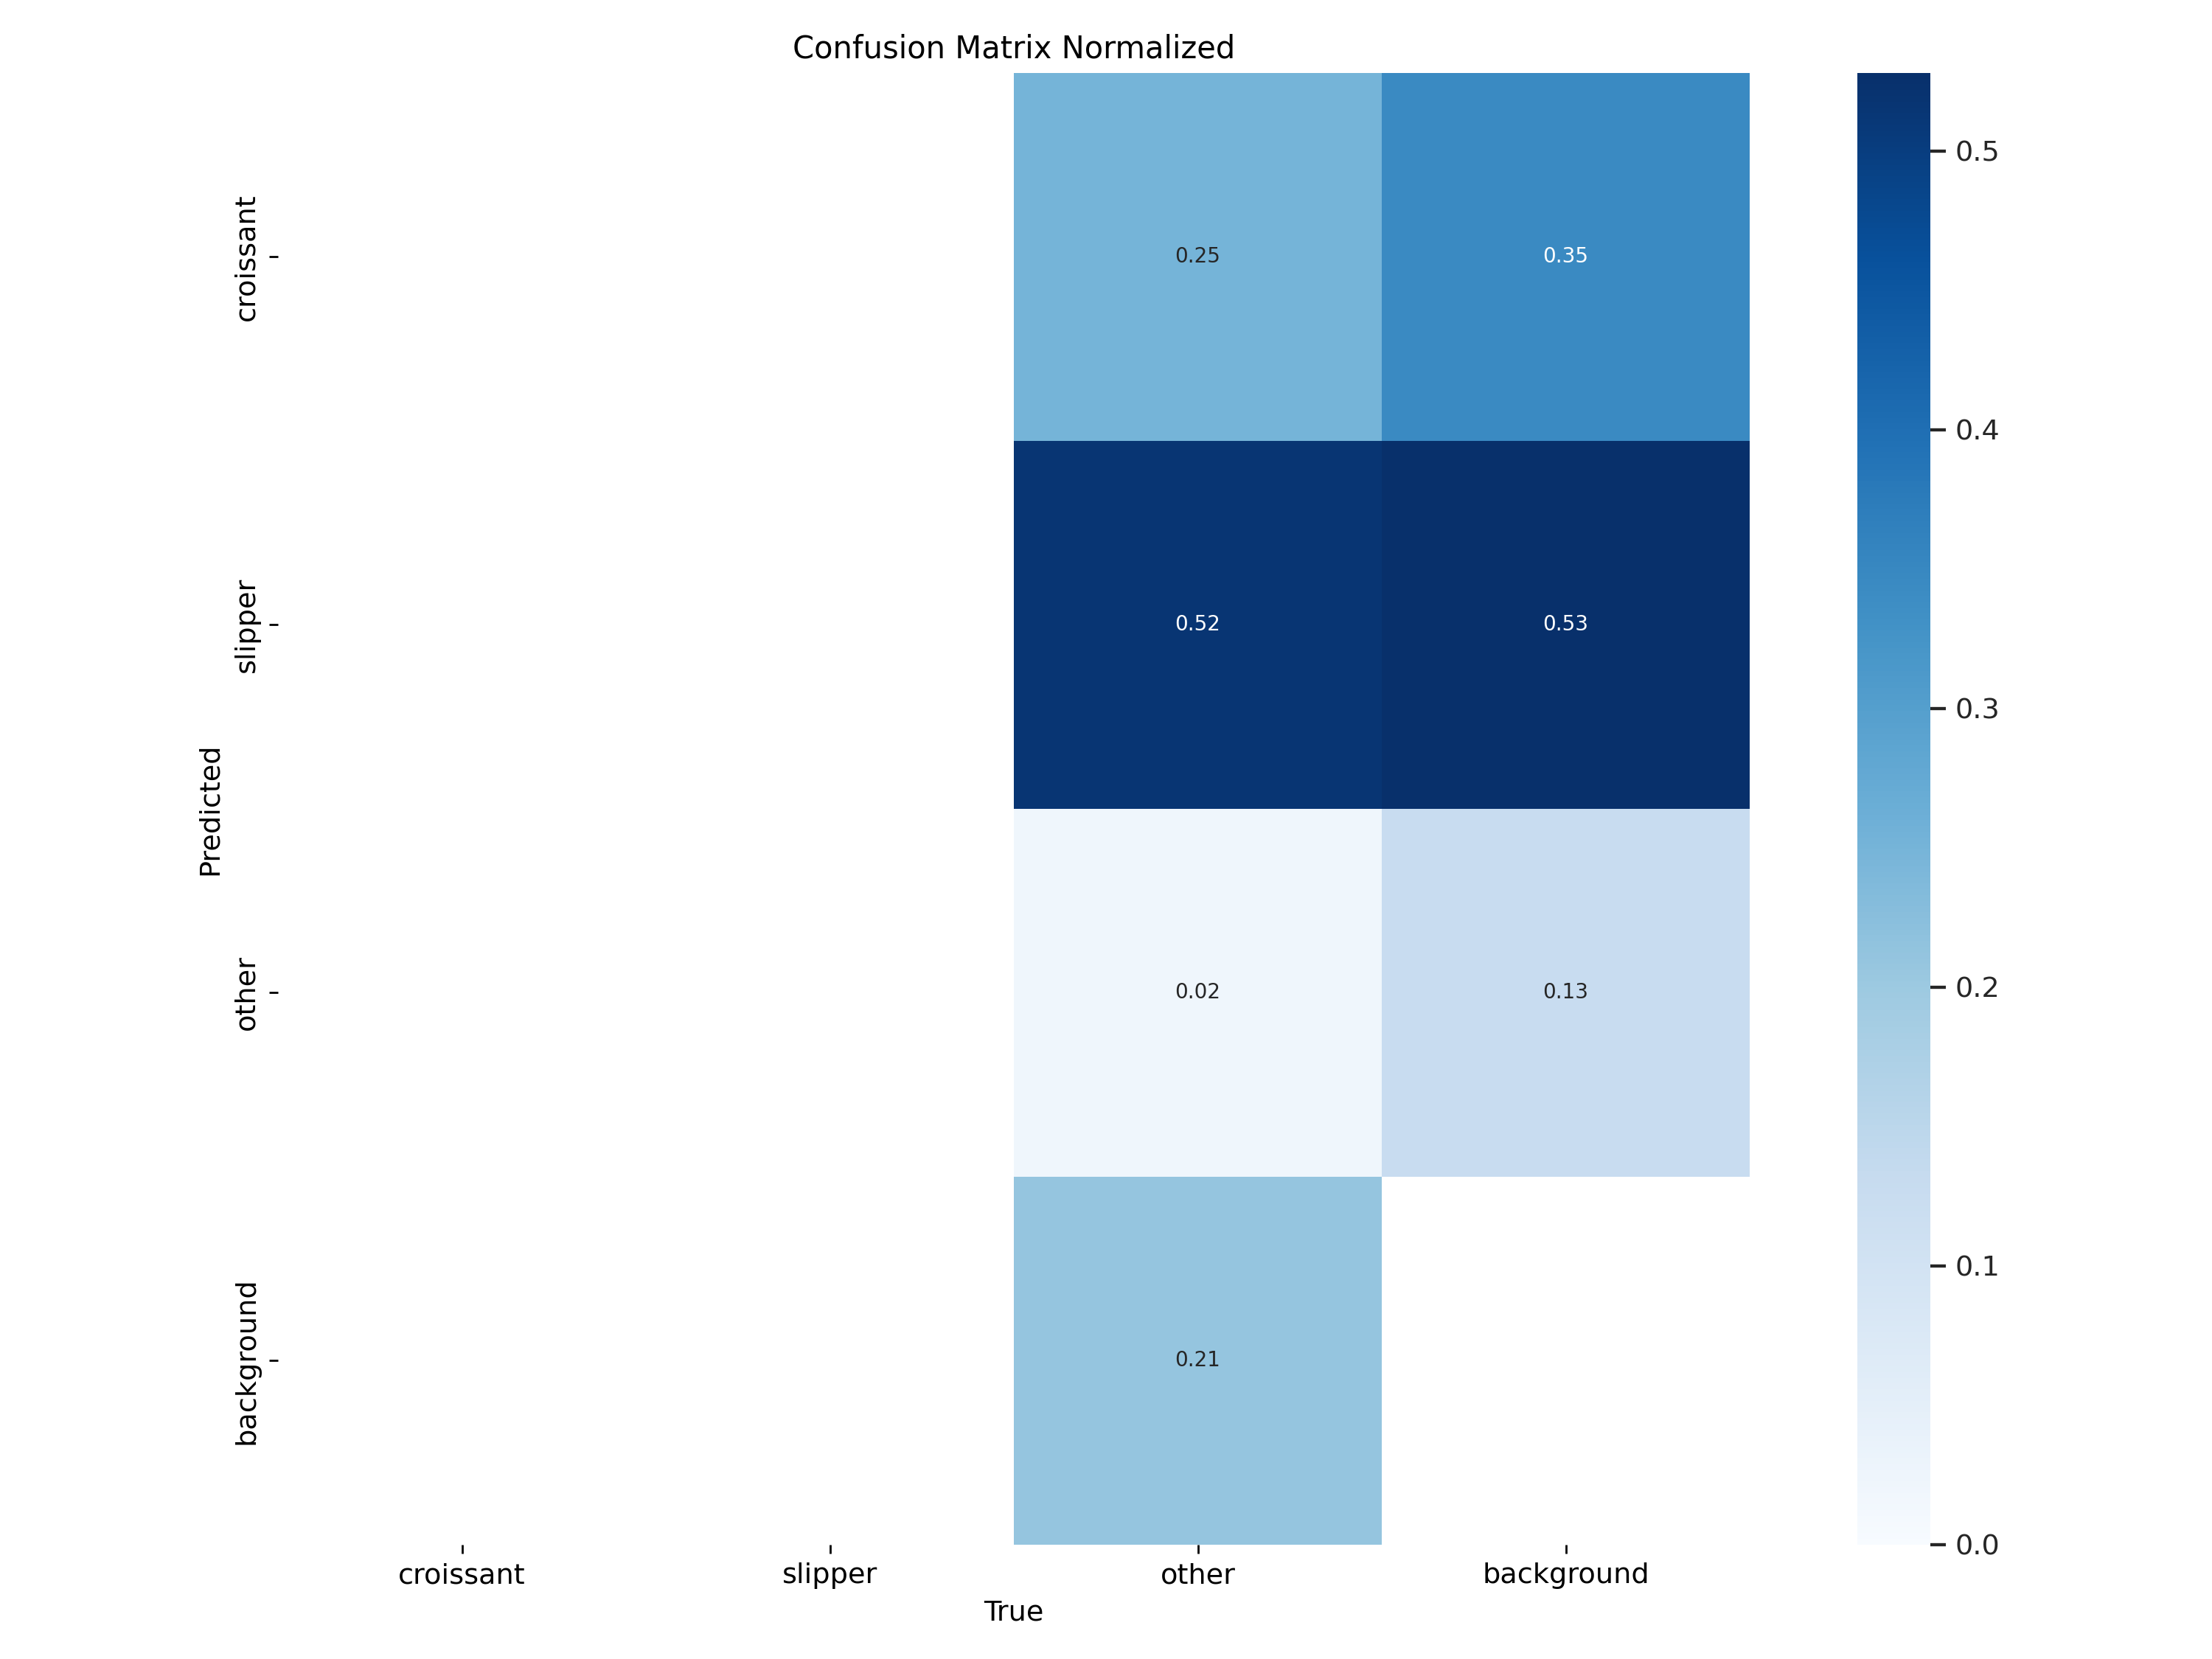 Confusion Matrix Normalized
croissant
slipper
other
background
Predicted
0.25
0.35
0.52
0.53
0.02
0.13
0.21
croissant
slipper
other
background
True
0.5
0.4
0.3
0.2
0.1
0.0